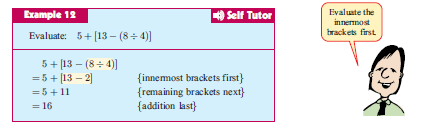 Example 12
Self Tutor
Evaluate: 5 + [13 − (8 ÷ 4)]
5 + [13 − (8 ÷ 4)]
= 5 + [13 − 2] {innermost brackets first}
= 5 + 11 {remaining brackets next}
= 16 {addition last}
Evaluate the
innermost
brackets first.